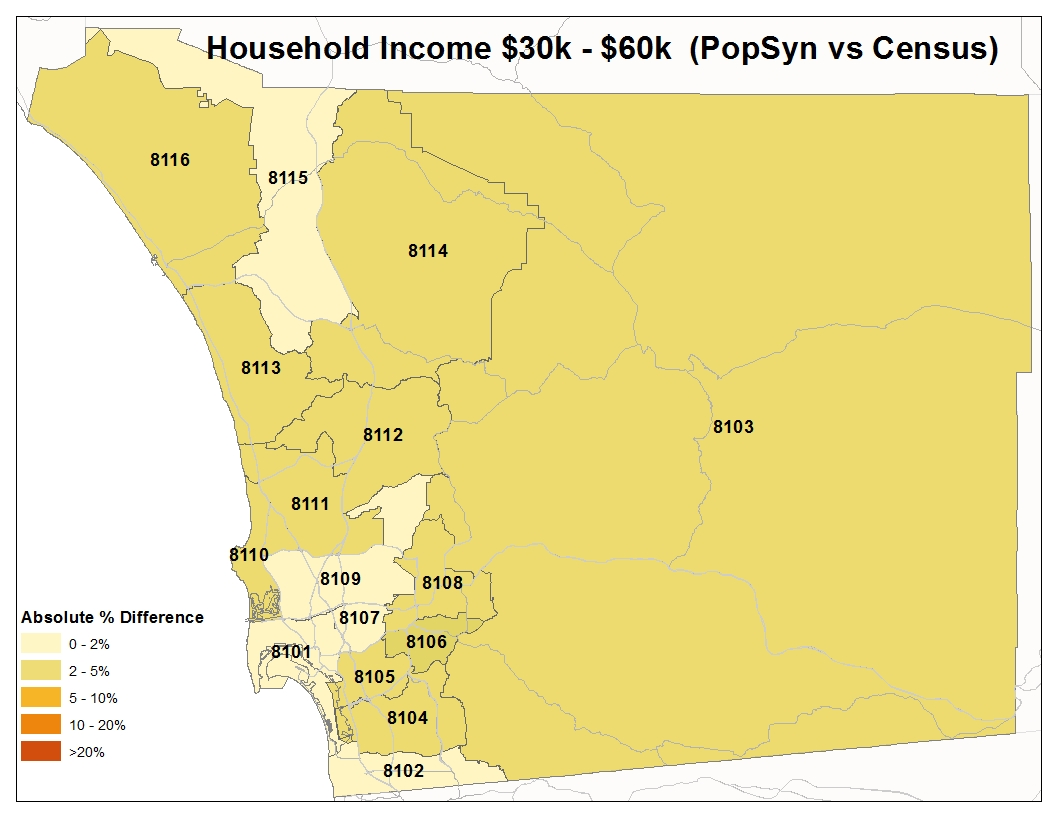 Household Income $30k - $60k (PopSyn vs Census)
8116
8115
8114
8113
8103
8112
8111
8110
8109
8108
8107
8106
8101
8105
8104
8102
Absolute % Difference
0 - 2%
2 - 5%
5 - 10%
10 - 20%
>20%